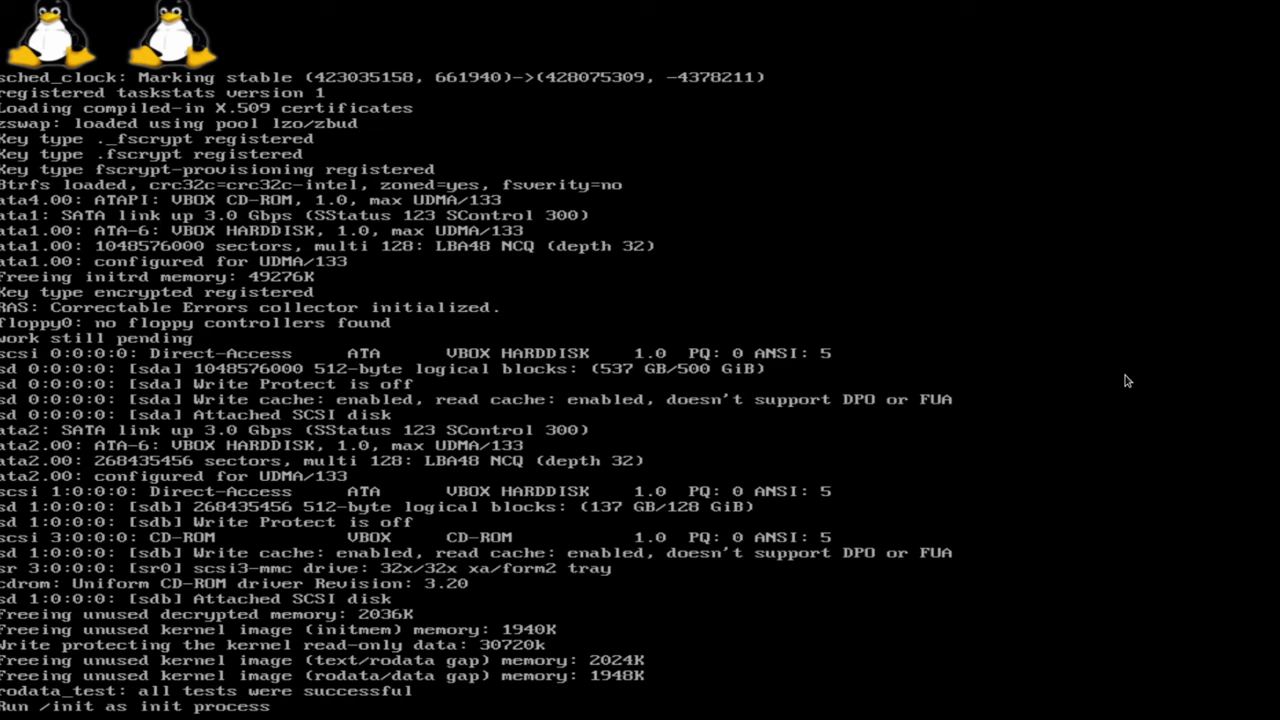 sched_clock: Marking stable (423035158, 661940)->(428075309, -4378211)
registered taskstats version 1
Loading compiled-in X.509 certificates
zswap: loaded using pool lzo/zbud
Key type ._fscrypt registered
Key type .fscrypt registered
Key type fscrypt-provisioning registered
Btrfs loaded, crc32c=crc32c-intel, zoned=yes, fsverity=no
ata4.00: ATAPI: VBOX CD-ROM, 1.0, max UDMA/133
ata1: SATA link up 3.0 Gbps (SStatus 123 SControl 300)
ata1.00: ATA-6: VBOX HARDDISK, 1.0, max UDMA/133
ata1.00: 1048576000 sectors, multi 128: LBA48 NCQ (depth 32)
ata1.00: configured for UDMA/133
Freeing initrd memory: 49276K
Key type encrypted registered
RAS: Correctable Errors collector initialized.
floppy0: no floppy controllers found
work still pending
scsi 0:0:0:0: Direct-Access     ATA      VBOX HARDDISK    1.0  PQ: 0 ANSI: 5
sd 0:0:0:0: [sda] 1048576000 512-byte logical blocks: (537 GB/500 GiB)
sd 0:0:0:0: [sda] Write Protect is off
sd 0:0:0:0: [sda] Write cache: enabled, read cache: enabled, doesn't support DPO or FUA
sd 0:0:0:0: [sda] Attached SCSI disk
ata2: SATA link up 3.0 Gbps (SStatus 123 SControl 300)
ata2.00: ATA-6: VBOX HARDDISK, 1.0, max UDMA/133
ata2.00: 268435456 sectors, multi 128: LBA48 NCQ (depth 32)
ata2.00: configured for UDMA/133
scsi 1:0:0:0: Direct-Access     ATA      VBOX HARDDISK    1.0  PQ: 0 ANSI: 5
sd 1:0:0:0: [sdb] 268435456 512-byte logical blocks: (137 GB/128 GiB)
sd 1:0:0:0: [sdb] Write Protect is off
scsi 3:0:0:0: CD-ROM            VBOX     CD-ROM           1.0  PQ: 0 ANSI: 5
sd 1:0:0:0: [sdb] Write cache: enabled, read cache: enabled, doesn't support DPO or FUA
sr 3:0:0:0: [sr0] scsi3-mmc drive: 32x/32x xa/form2 tray
cdrom: Uniform CD-ROM driver Revision: 3.20
sd 1:0:0:0: [sdb] Attached SCSI disk
Freeing unused decrypted memory: 2036K
Freeing unused kernel image (initmem) memory: 1940K
Write protecting the kernel read-only data: 30720k
Freeing unused kernel image (text/rodata gap) memory: 2024K
Freeing unused kernel image (rodata/data gap) memory: 1948K
rodata_test: all tests were successful
Run /init as init process